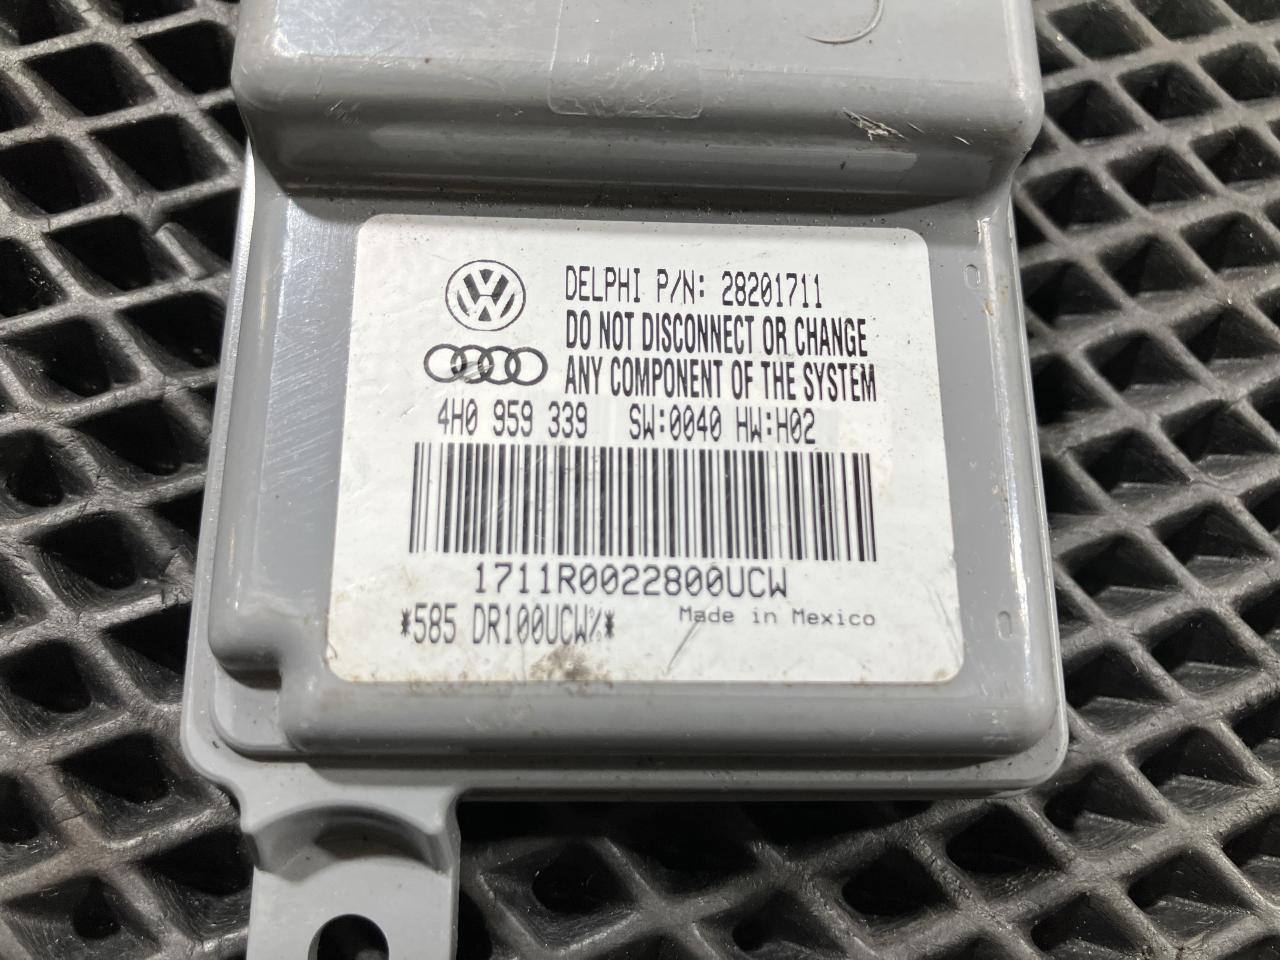 DELPHI P/N: 28201711
DO NOT DISCONNECT OR CHANGE
ANY COMPONENT OF THE SYSTEM
4H0 959 339 SW:0040 HW:H02
1711R0022800UCW
*585 DR100UCW%*
Made in Mexico